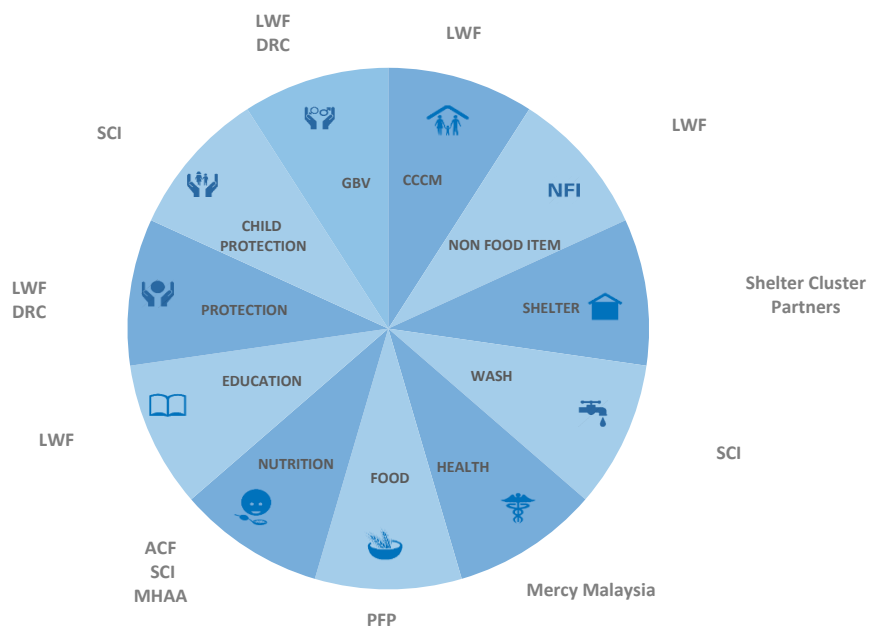 LWF
DRC
LWF
SCI
LWF
GBV
CCCM
NFI
CHILD
PROTECTION
NON FOOD ITEM
LWF
DRC
PROTECTION
SHELTER
Shelter Cluster
Partners
EDUCATION
WASH
LWF
SCI
NUTRITION
FOOD
HEALTH
ACF
SCI
MHAA
PFP
Mercy Malaysia